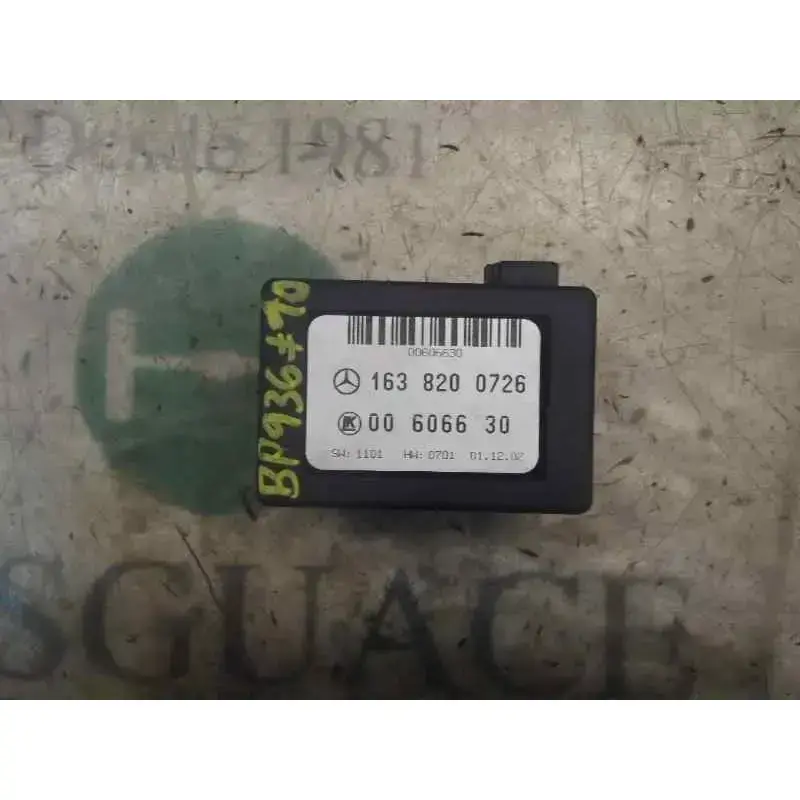 Desde 1981
BP936#70
00606630
163 820 0726
K 00 6066 30
SW: 1101 HW: 0701 01.12.02
SGUACE